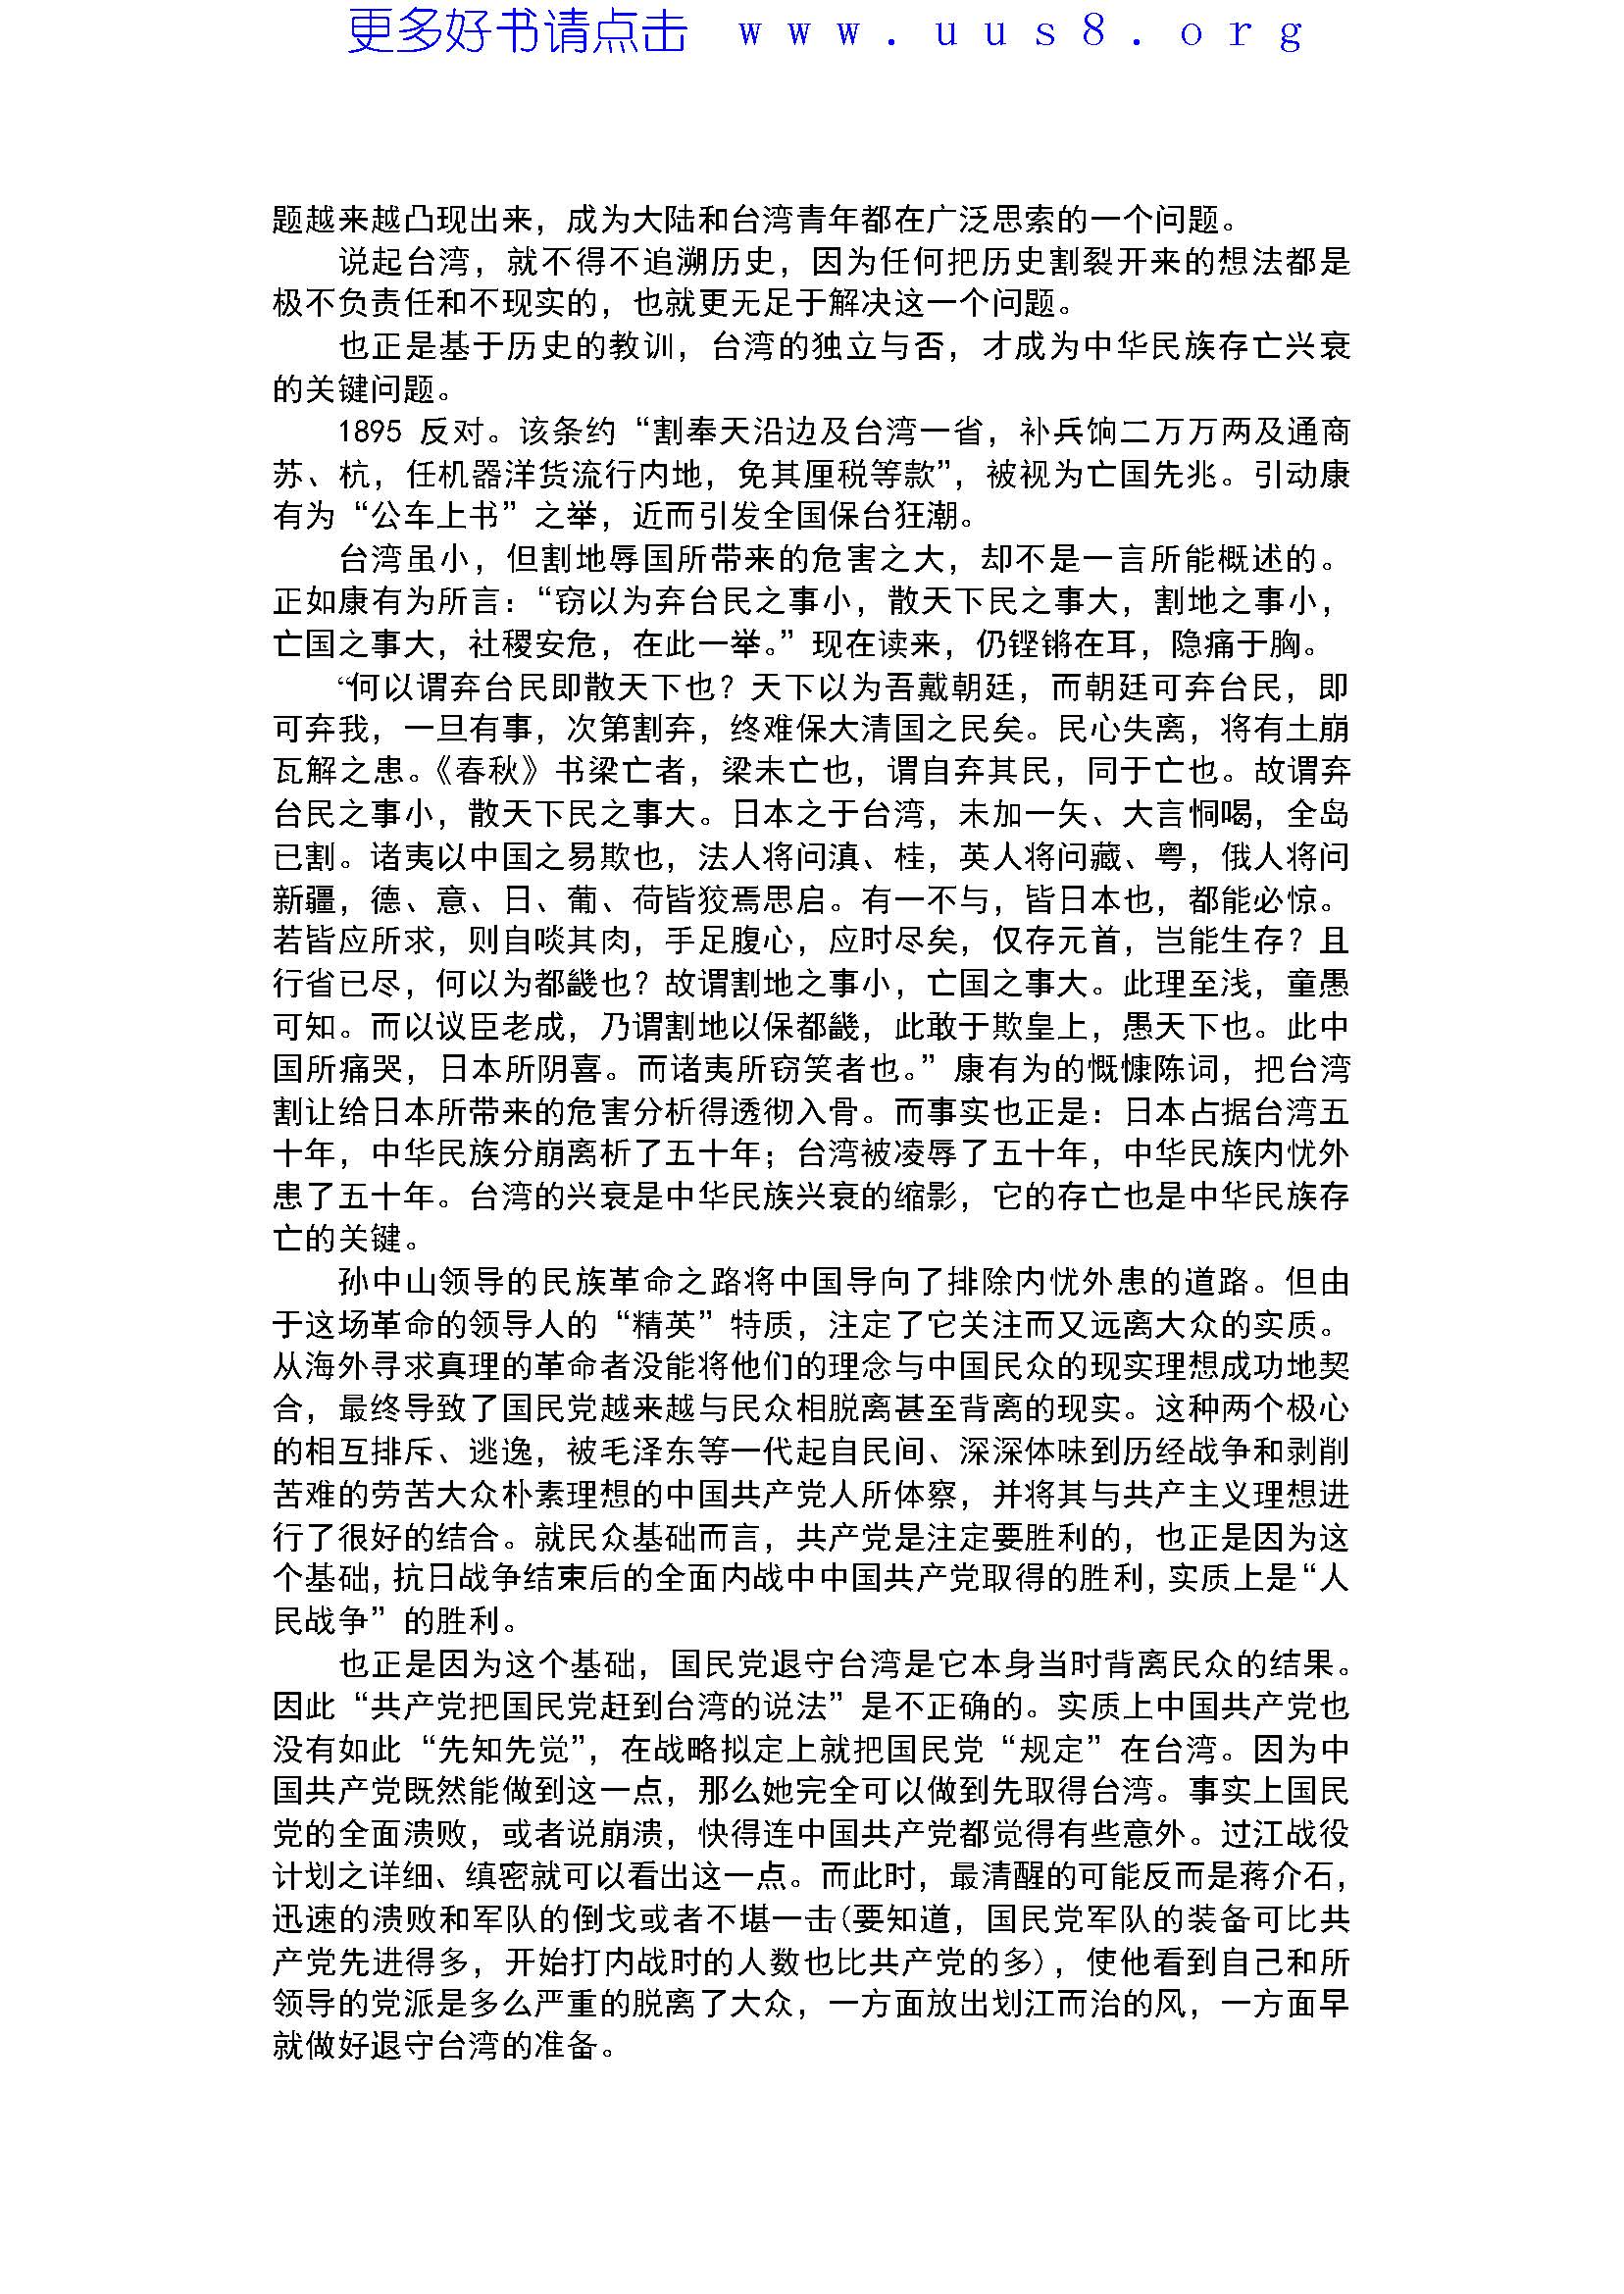 更多好书请点击 www.uus8.org
题越来越凸现出来，成为大陆和台湾青年都在广泛思索的一个问题。
说起台湾，就不得不追溯历史，因为任何把历史割裂开来的想法都是
极不负责任和不现实的，也就更无足于解决这一个问题。
也正是基于历史的教训，台湾的独立与否，才成为中华民族存亡兴衰
的关键问题。
1895 反对。该条约“割奉天沿边及台湾一省，补兵饷二万万两及通商
苏、杭，任机器洋货流行内地，免其厘税等款”，被视为亡国先兆。引动康
有为“公车上书”之举，近而引发全国保台狂潮。
台湾虽小，但割地辱国所带来的危害之大，却不是一言所能概述的。
正如康有为所言：“窃以为弃台民之事小，散天下民之事大，割地之事小，
亡国之事大，社稷安危，在此一举。”现在读来，仍铿锵在耳，隐痛于胸。
“何以谓弃台民即散天下也？天下以为吾戴朝廷，而朝廷可弃台民，即
可弃我，一旦有事，次第割弃，终难保大清国之民矣。民心失离，将有土崩
瓦解之患。《春秋》书梁亡者，梁未亡也，谓自弃其民，同于亡也。故谓弃
台民之事小，散天下民之事大。日本之于台湾，未加一矢、大言恫喝，全岛
已割。诸夷以中国之易欺也，法人将问滇、桂，英人将问藏、粤，俄人将问
新疆，德、意、日、葡、荷皆狡焉思启。有一不与，皆日本也，都能必惊。
若皆应所求，则自啖其肉，手足腹心，应时尽矣，仅存元首，岂能生存？且
行省已尽，何以为都畿也？故谓割地之事小，亡国之事大。此理至浅，童愚
可知。而以议臣老成，乃谓割地以保都畿，此敢于欺皇上，愚天下也。此中
国所痛哭，日本所阴喜。而诸夷所窃笑者也。”康有为的慨慷陈词，把台湾
割让给日本所带来的危害分析得透彻入骨。而事实也正是：日本占据台湾五
十年，中华民族分崩离析了五十年；台湾被凌辱了五十年，中华民族内忧外
患了五十年。台湾的兴衰是中华民族兴衰的缩影，它的存亡也是中华民族存
亡的关键。
孙中山领导的民族革命之路将中国导向了排除内忧外患的道路。但由
于这场革命的领导人的“精英”特质，注定了它关注而又远离大众的实质。
从海外寻求真理的革命者没能将他们的理念与中国民众的现实理想成功地契
合，最终导致了国民党越来越与民众相脱离甚至背离的现实。这种两个极心
的相互排斥、逃逸，被毛泽东等一代起自民间、深深体味到历经战争和剥削
苦难的劳苦大众朴素理想的中国共产党人所体察，并将其与共产主义理想进
行了很好的结合。就民众基础而言，共产党是注定要胜利的，也正是因为这
个基础，抗日战争结束后的全面内战中中国共产党取得的胜利，实质上是“人
民战争”的胜利。
也正是因为这个基础，国民党退守台湾是它本身当时背离民众的结果。
因此“共产党把国民党赶到台湾的说法”是不正确的。实质上中国共产党也
没有如此“先知先觉”，在战略拟定上就把国民党“规定”在台湾。因为中
国共产党既然能做到这一点，那么她完全可以做到先取得台湾。事实上国民
党的全面溃败，或者说崩溃，快得连中国共产党都觉得有些意外。过江战役
计划之详细、缜密就可以看出这一点。而此时，最清醒的可能反而是蒋介石，
迅速的溃败和军队的倒戈或者不堪一击(要知道，国民党军队的装备可比共
产党先进得多，开始打内战时的人数也比共产党的多)，使他看到自己和所
领导的党派是多么严重的脱离了大众，一方面放出划江而治的风，一方面早
就做好退守台湾的准备。